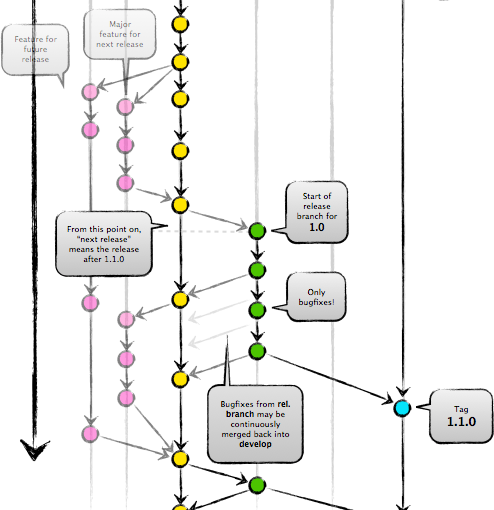 Major
feature for
next release
Feature for
future
release
Start of
release
branch for
1.0
From this point on,
"next release"
means the release
after 1.1.0
Only
bugfixes!
Bugfixes from rel.
branch may be
continuously
merged back into
develop
Tag
1.1.0